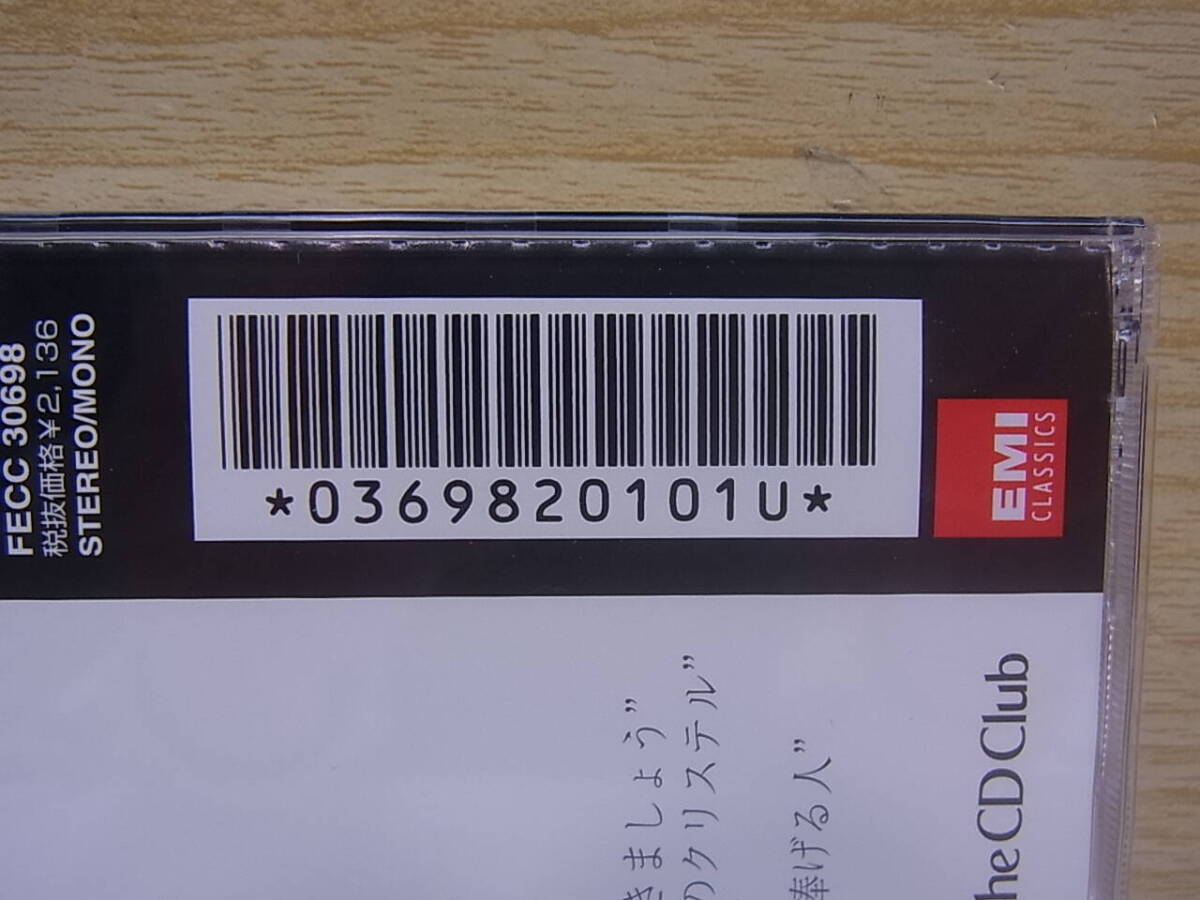 FECC 30698
税抜価格￥2,136
STEREO/MONO
*0369820101U*
EMI
CLASSICS
きましょう”
のクリステル”
捧げる人”
he CD Club